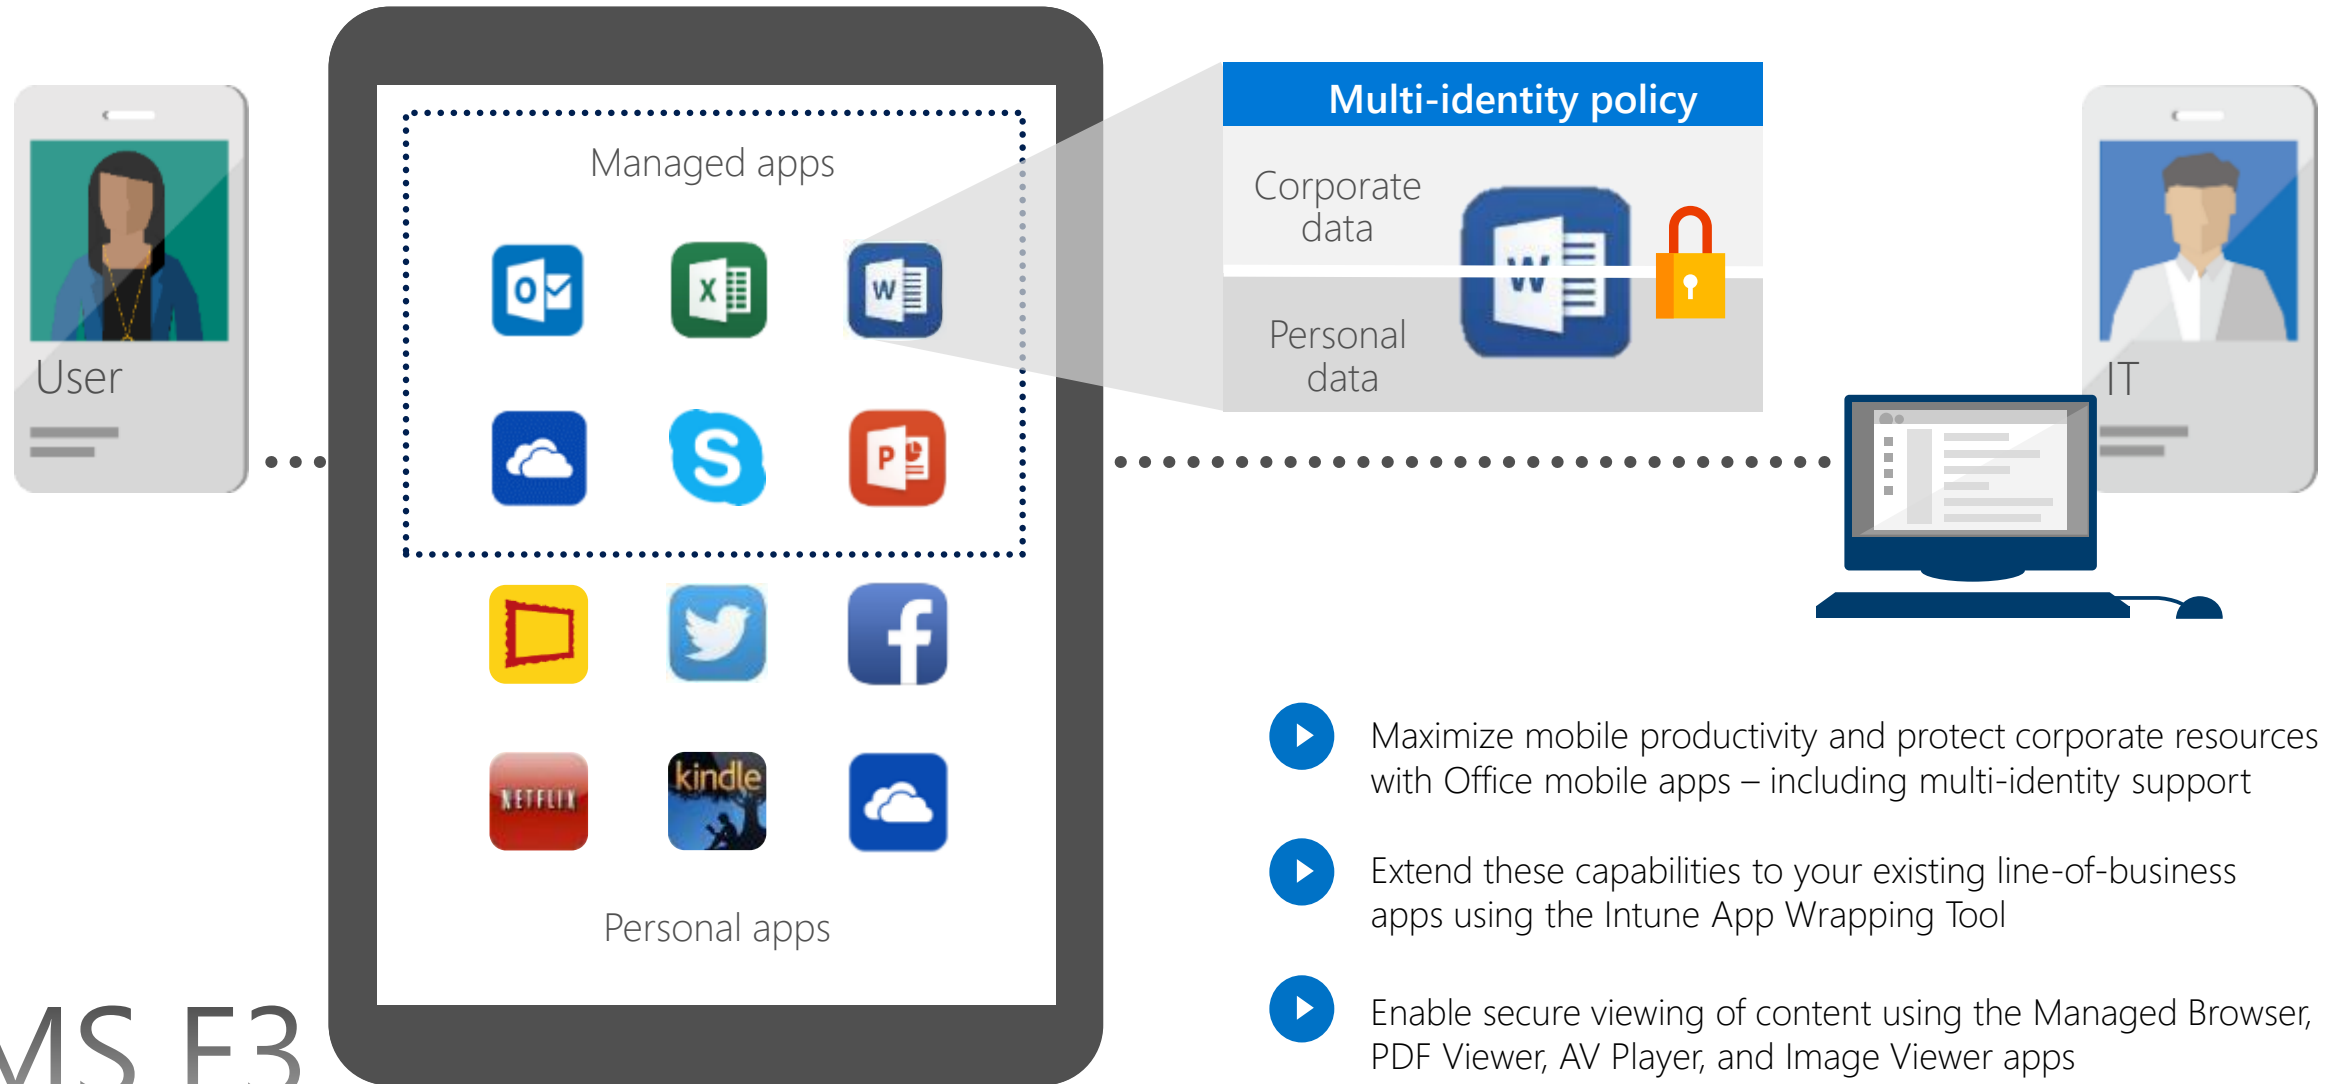 User
Managed apps
O
X
W
S
P
f
NETFLIX
kindle
Personal apps
Multi-identity policy
Corporate
data
W
Personal
data
IT
Maximize mobile productivity and protect corporate resources
with Office mobile apps – including multi-identity support
Extend these capabilities to your existing line-of-business
apps using the Intune App Wrapping Tool
Enable secure viewing of content using the Managed Browser,
PDF Viewer, AV Player, and Image Viewer apps
MS E3